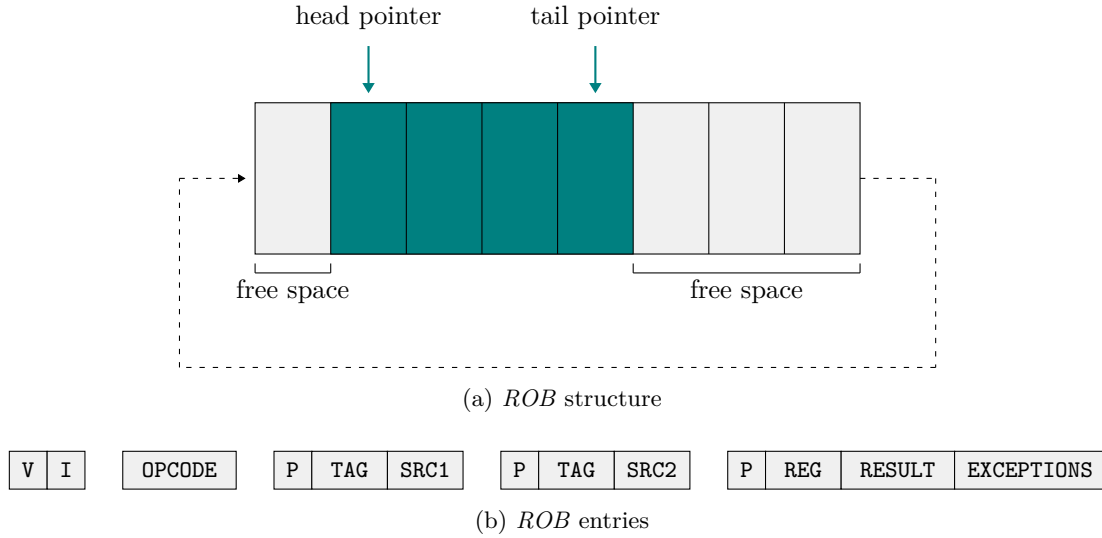 head pointer tail pointer
free space free space
(a) ROB structure
V I OPCODE P TAG SRC1 P TAG SRC2 P REG RESULT EXCEPTIONS
(b) ROB entries